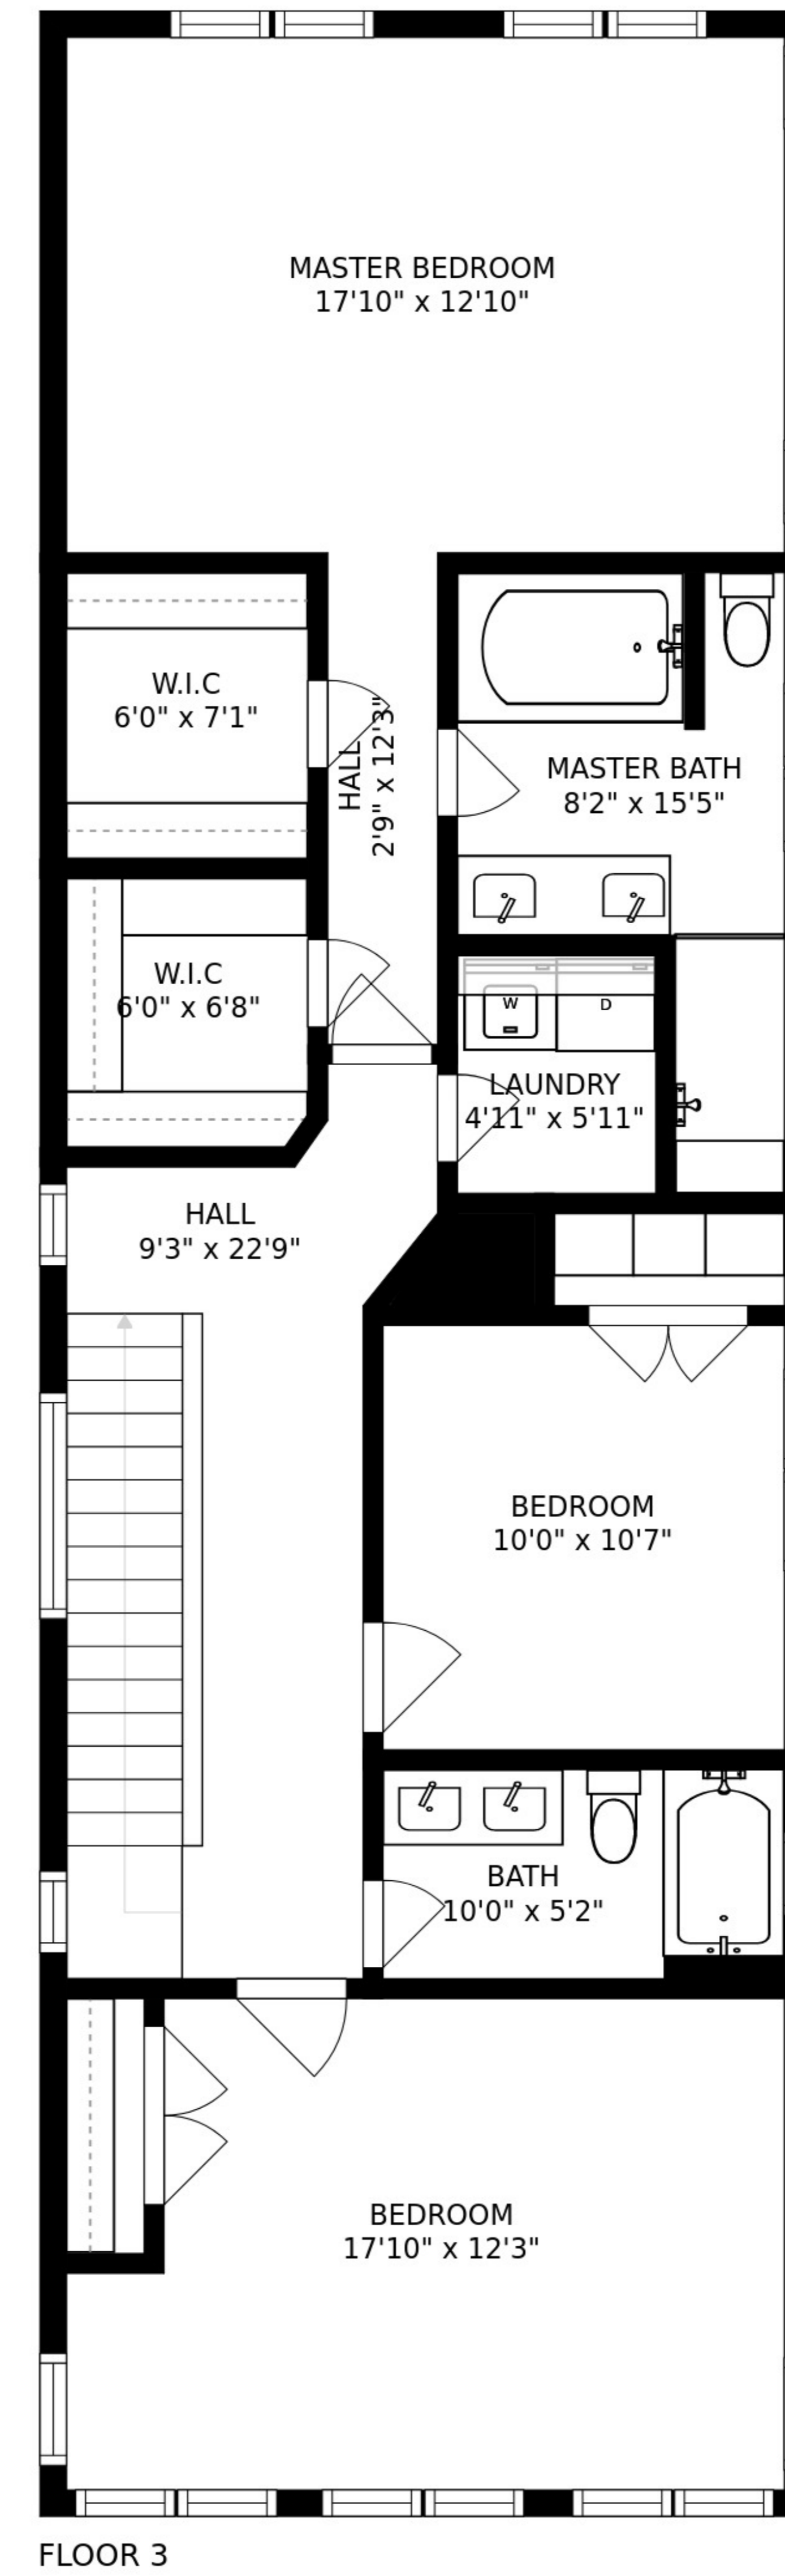 MASTER BEDROOM
17'10" x 12'10"
W.I.C
6'0" x 7'1"
HALL
2'9" x 12'3"
MASTER BATH
8'2" x 15'5"
W.I.C
6'0" x 6'8"
W
D
LAUNDRY
4'11" x 5'11"
HALL
9'3" x 22'9"
BEDROOM
10'0" x 10'7"
BATH
10'0" x 5'2"
BEDROOM
17'10" x 12'3"
FLOOR 3